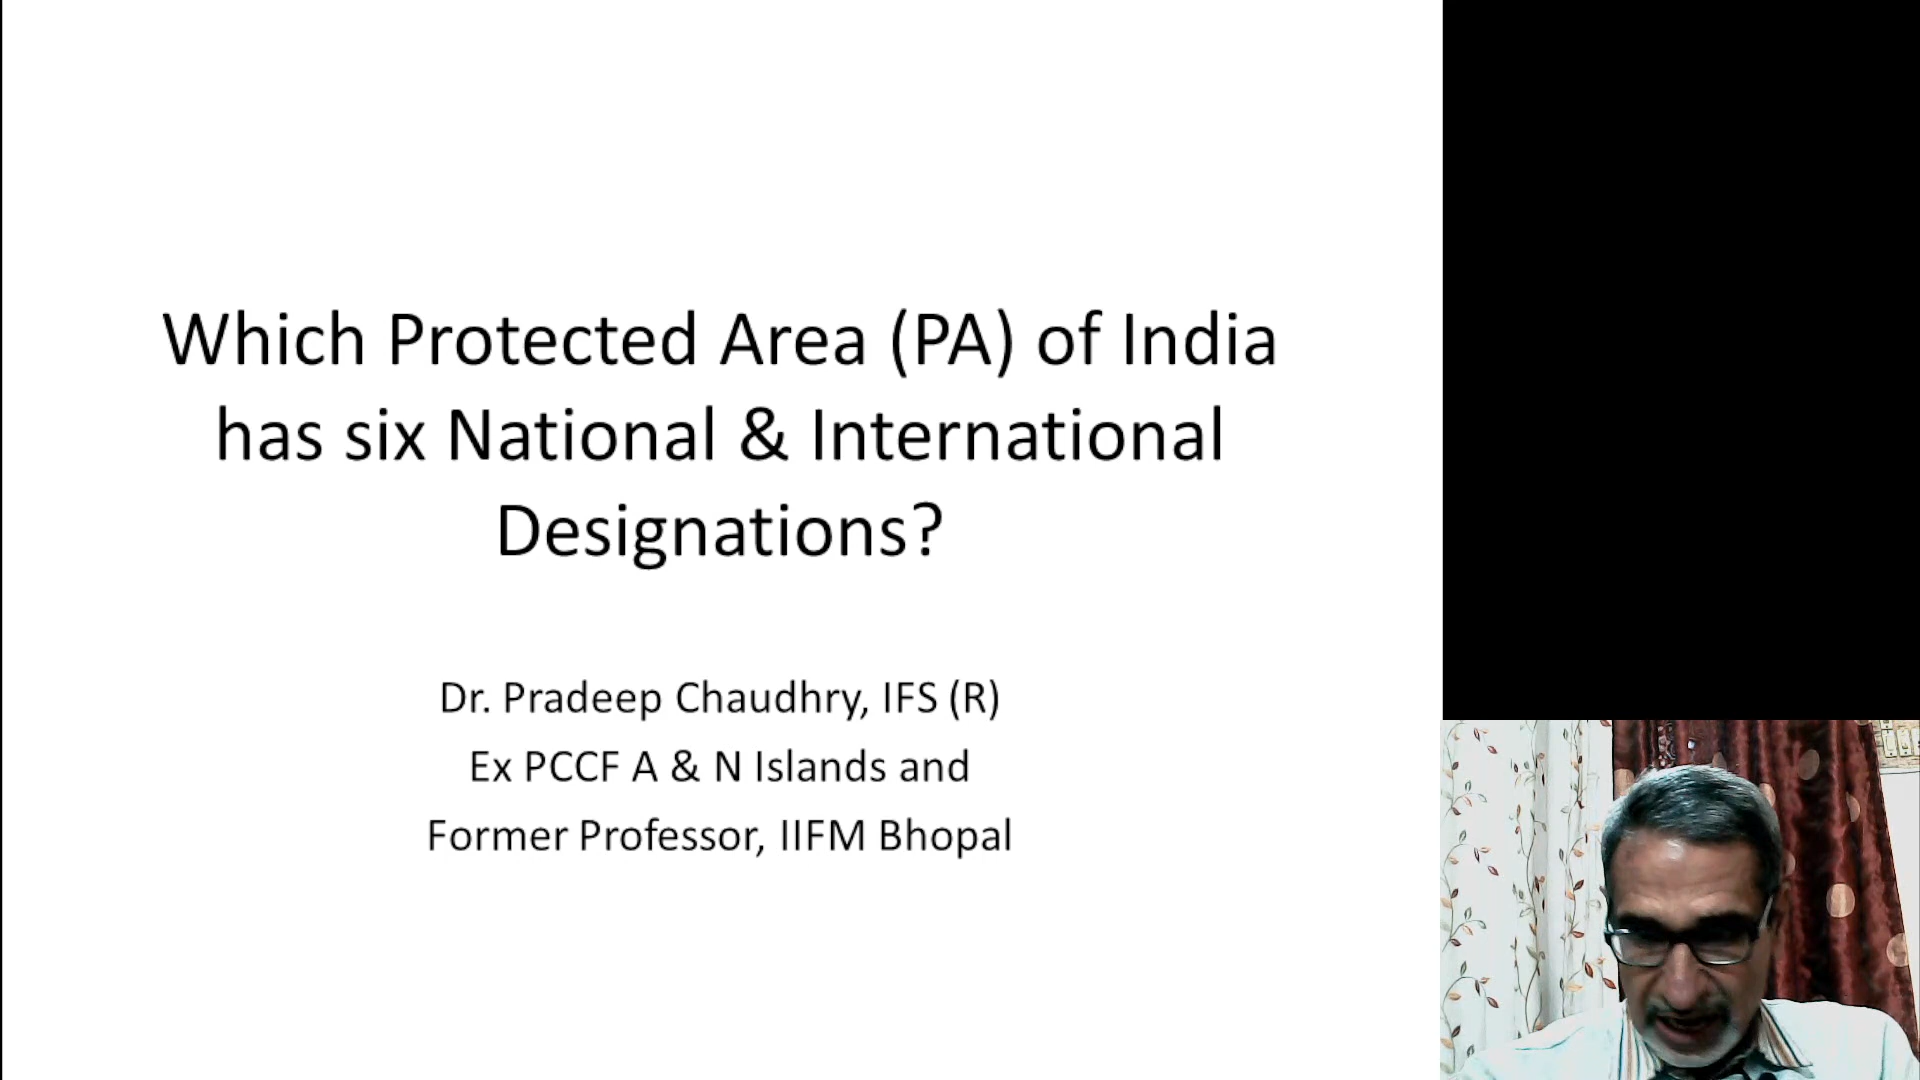 Which Protected Area (PA) of India
has six National & International
Designations?
Dr. Pradeep Chaudhry, IFS (R)
Ex PCCF A & N Islands and
Former Professor, IIFM Bhopal